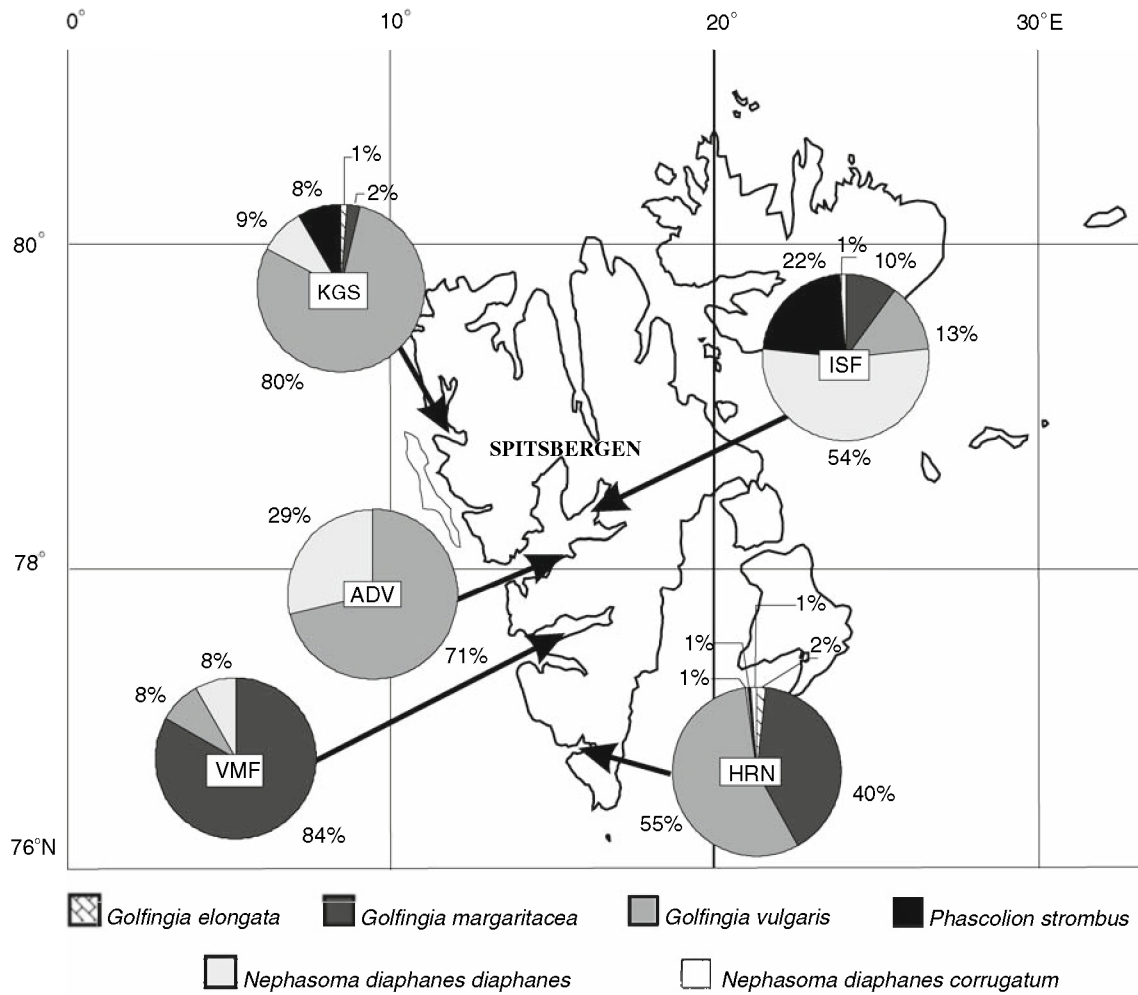 0° 10° 20° 30°E
1%
8% 2%
9%
KGS
80°
80%
1%
22% 10%
13%
ISF
54%
SPITSBERGEN
29%
78°
ADV
71%
1%
1% 2%
1%
8%
8%
VMF
84%
HRN
40%
55%
76°N
Golfingia elongata Golfingia margaritacea Golfingia vulgaris Phascolion strombus
Nephasoma diaphanes diaphanes Nephasoma diaphanes corrugatum